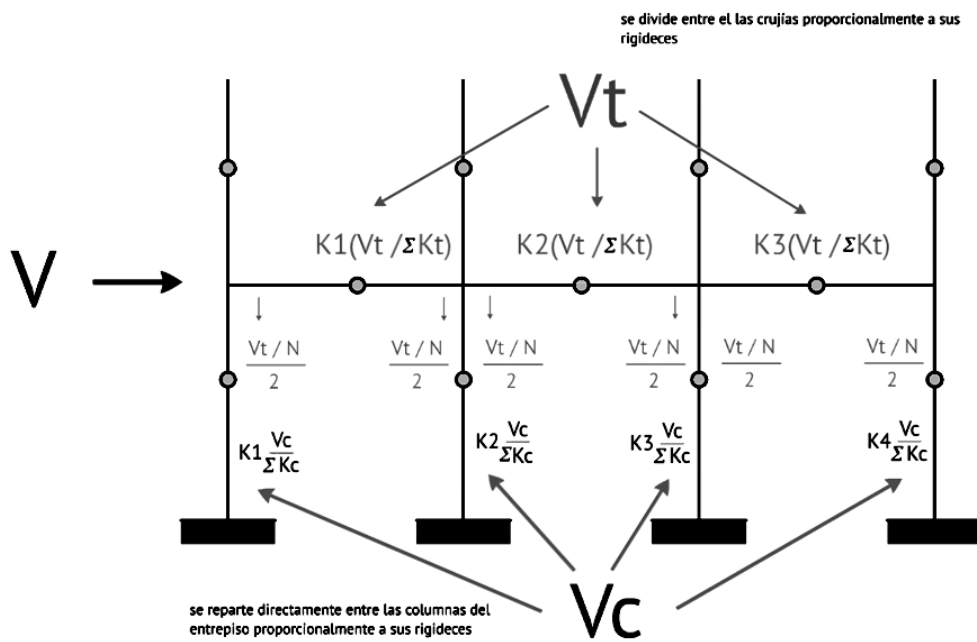 se divide entre el las crujías proporcionalmente a sus
rigideces
Vt
K1(Vt /ΣKt) K2(Vt /ΣKt) K3(Vt /ΣKt)
V
Vt / N Vt / N Vt / N Vt / N Vt / N Vt / N
2 2 2 2 2 2
K1 Vc K2 Vc K3 Vc K4 Vc
ΣKc ΣKc ΣKc ΣKc
Vc
se reparte directamente entre las columnas del
entrepiso proporcionalmente a sus rigideces